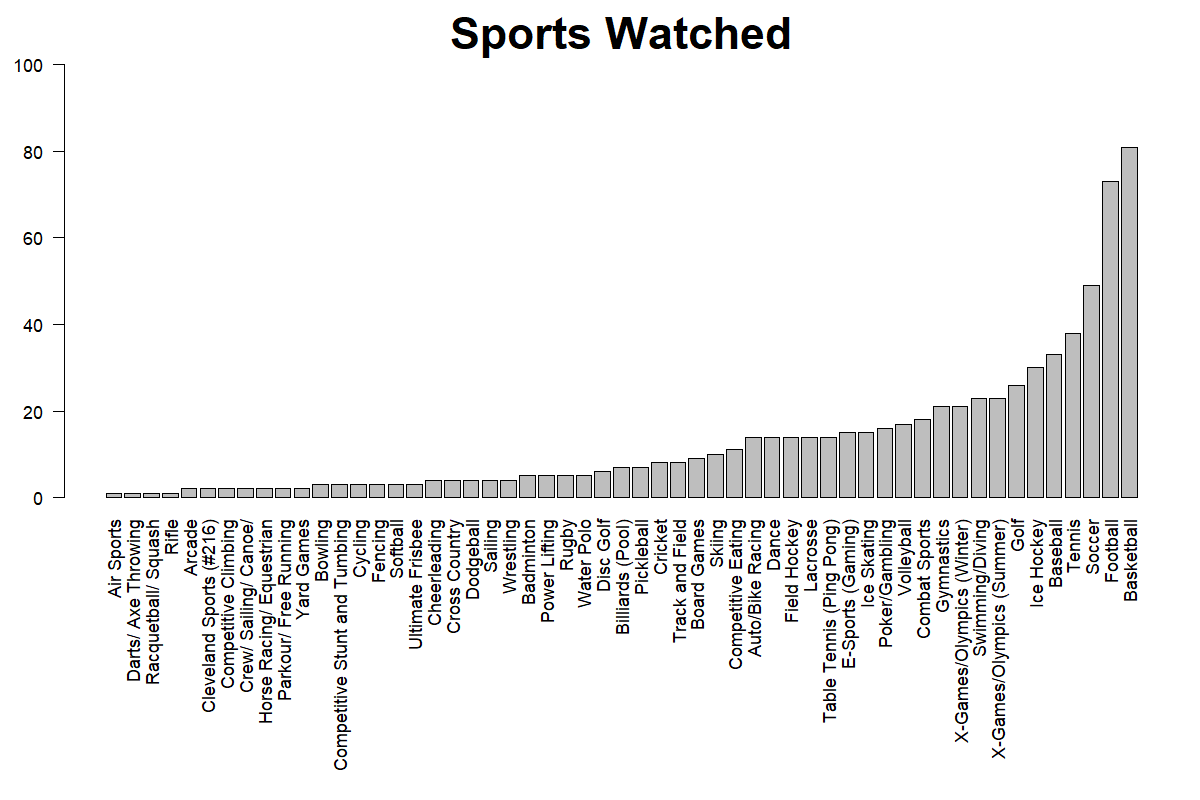 Sports Watched
100
80
60
40
20
0
Air Sports
Darts/ Axe Throwing
Racquetball/ Squash
Rifle
Arcade
Cleveland Sports (#216)
Competitive Climbing
Crew/ Sailing/ Canoe/
Horse Racing/ Equestrian
Parkour/ Free Running
Yard Games
Bowling
Competitive Stunt and Tumbing
Cycling
Fencing
Softball
Ultimate Frisbee
Cheerleading
Cross Country
Dodgeball
Sailing
Wrestling
Badminton
Power Lifting
Rugby
Water Polo
Disc Golf
Billiards (Pool)
Pickleball
Cricket
Track and Field
Board Games
Skiing
Competitive Eating
Auto/Bike Racing
Dance
Field Hockey
Lacrosse
Table Tennis (Ping Pong)
E-Sports (Gaming)
Ice Skating
Poker/Gambling
Volleyball
Combat Sports
Gymnastics
X-Games/Olympics (Winter)
Swimming/Diving
X-Games/Olympics (Summer)
Golf
Ice Hockey
Baseball
Tennis
Soccer
Football
Basketball